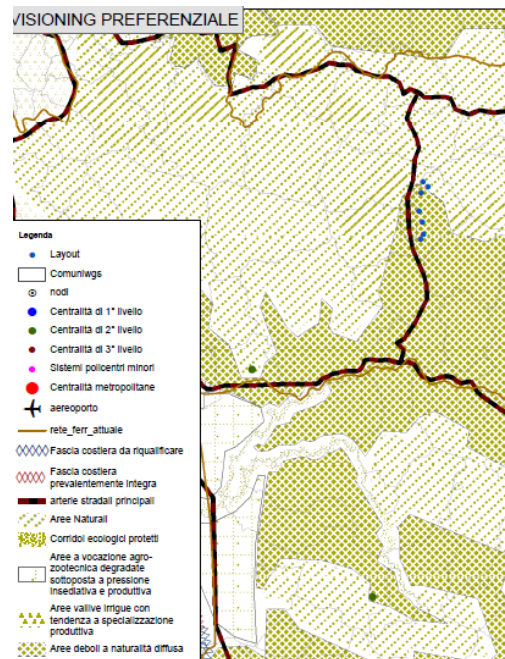 VISIONING PREFERENZIALE
Legenda
Layout
Comuniwgs
nodi
Centralità di 1° livello
Centralità di 2° livello
Centralità di 3° livello
Sistemi policentri minori
Centralità metropolitane
aereoporto
rete_ferr_attuale
Fascia costiera da riqualificare
Fascia costiera
prevalentemente integra
arterie stradali principali
Aree Naturali
Corridoi ecologici protetti
Aree a vocazione agro-
zootecnica degradate
sottoposta a pressione
insediativa e produttiva
Aree vallive irrigue con
tendenza a specializzazione
produttiva
Aree deboli a naturalità diffusa